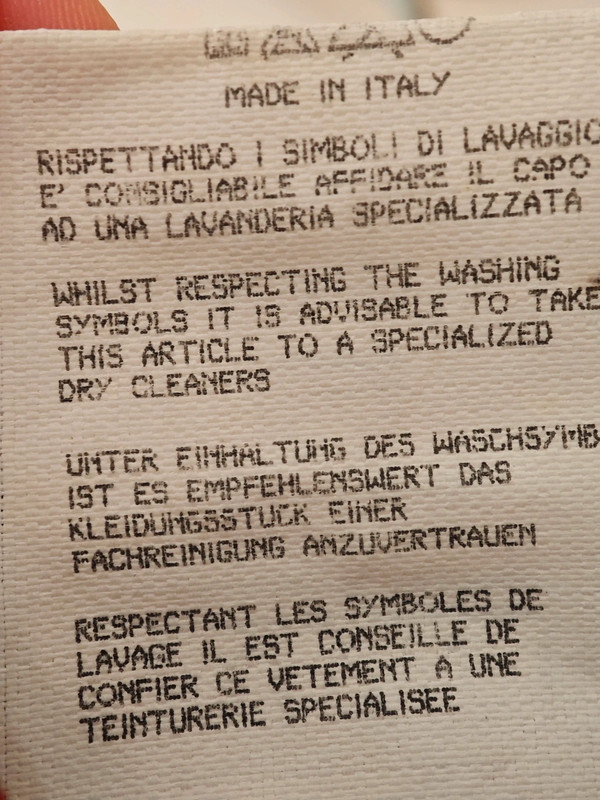 MADE IN ITALY
RISPETTANDO I SIMBOLI DI LAVAGGIO
E' CONSIGLIABILE AFFIDARE IL CAPO
AD UNA LAVANDERIA SPECIALIZZATA
WHILST RESPECTING THE WASHING
SYMBOLS IT IS ADVISABLE TO TAKE
THIS ARTICLE TO A SPECIALIZED
DRY CLEANERS
UNTER EINHALTUNG DES WASCHSYMB
IST ES EMPFEHLENSWERT DAS
KLEIDUNGSSTUCK EINER
FACHREINIGUNG ANZUVERTRAUEN
RESPECTANT LES SYMBOLES DE
LAVAGE IL EST CONSEILLE DE
CONFIER CE VETEMENT A UNE
TEINTURERIE SPECIALISEE